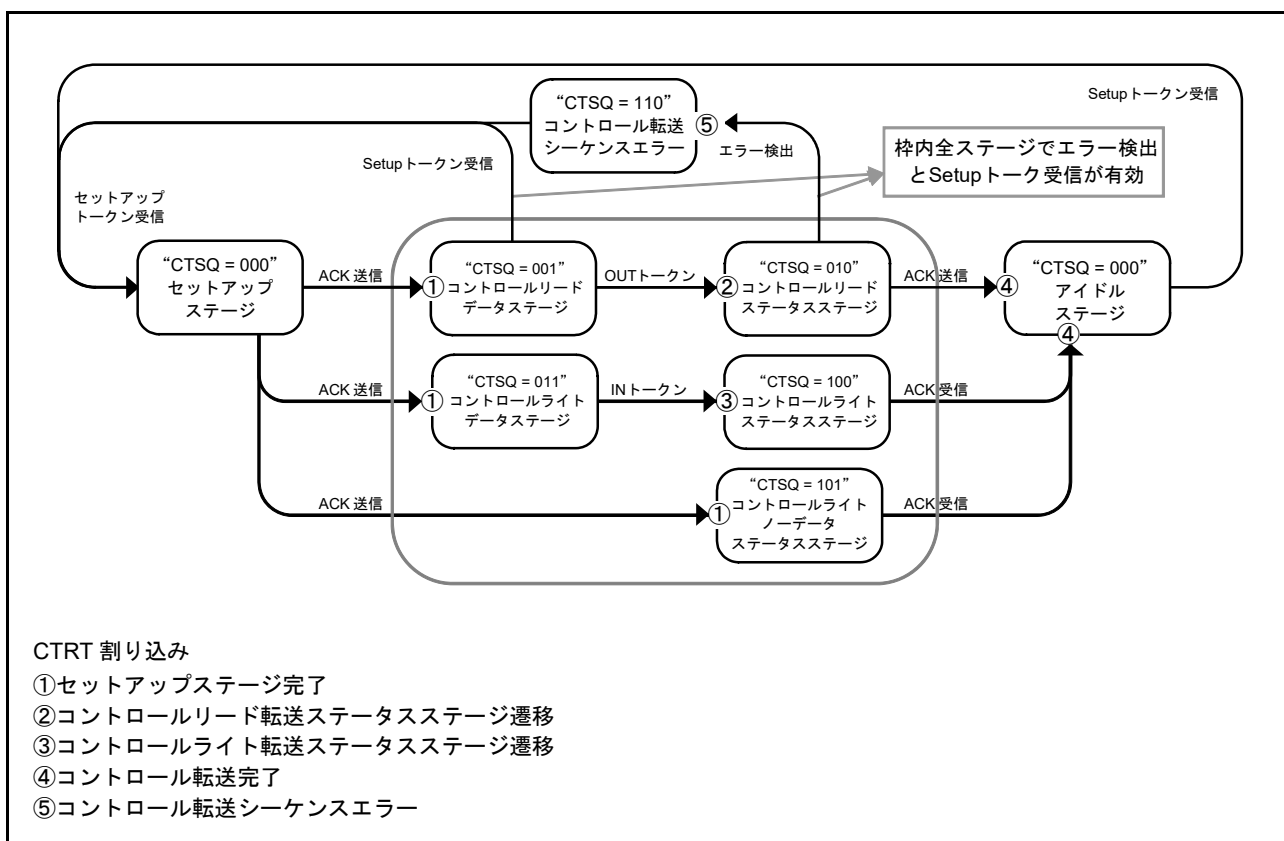 Setupトークン受信
“CTSQ = 110”
コントロール転送
シーケンスエラー
⑤
Setupトークン受信
エラー検出
枠内全ステージでエラー検出
とSetupトーク受信が有効
セットアップ
トークン受信
“CTSQ = 000”
セットアップ
ステージ
ACK 送信
①
“CTSQ = 001”
コントロールリード
データステージ
OUTトークン
②
“CTSQ = 010”
コントロールリード
ステータスステージ
ACK 送信
④
“CTSQ = 000”
アイドル
ステージ
④
ACK 送信
①
“CTSQ = 011”
コントロールライト
データステージ
INトークン
③
“CTSQ = 100”
コントロールライト
ステータスステージ
ACK 受信
ACK 送信
①
“CTSQ = 101”
コントロールライト
ノーデータ
ステータスステージ
ACK 受信
CTRT 割り込み
①セットアップステージ完了
②コントロールリード転送ステータスステージ遷移
③コントロールライト転送ステータスステージ遷移
④コントロール転送完了
⑤コントロール転送シーケンスエラー